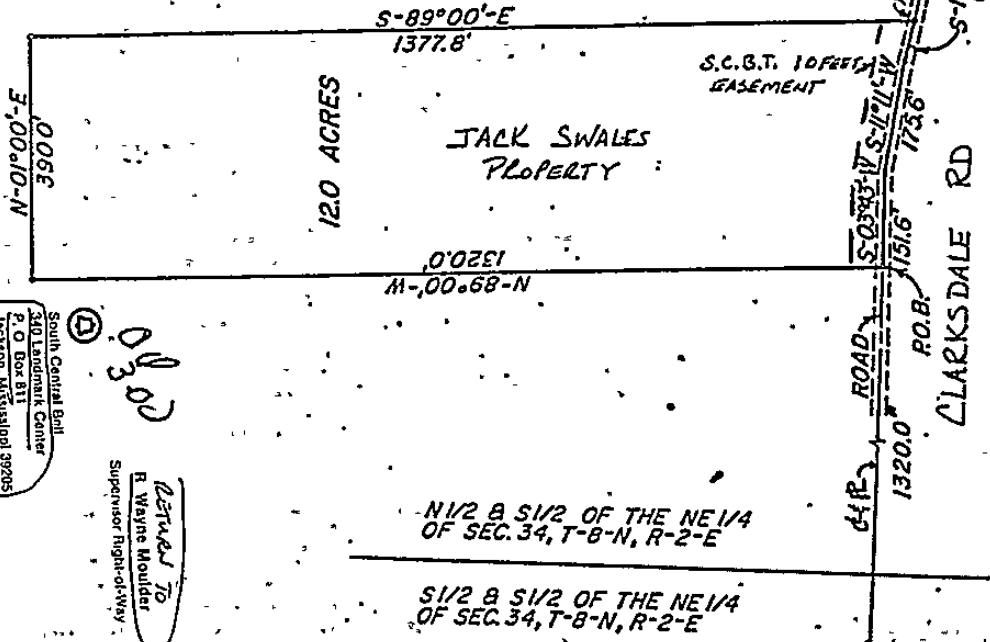 S-89°00'-E
1377.8'
S.C.B.T. 10 FEET
EASEMENT
N-01°00'-E
390.0'
12.0 ACRES
JACK SWALES
PROPERTY
1320.0'
N-89°00'-W
175.6'
151.6'
P.O.B.
CLARKSDALE RD
ROAD
1320.0'
South Central Bell
340 Landmark Center
P. O Box 811
Jackson, Mississippi 39205
RETURN TO
R Wayne Moulder
Supervisor Right-of-Way
N1/2 & S1/2 OF THE NE1/4
OF SEC. 34, T-8-N, R-2-E
S1/2 & S1/2 OF THE NE1/4
OF SEC. 34, T-8-N, R-2-E